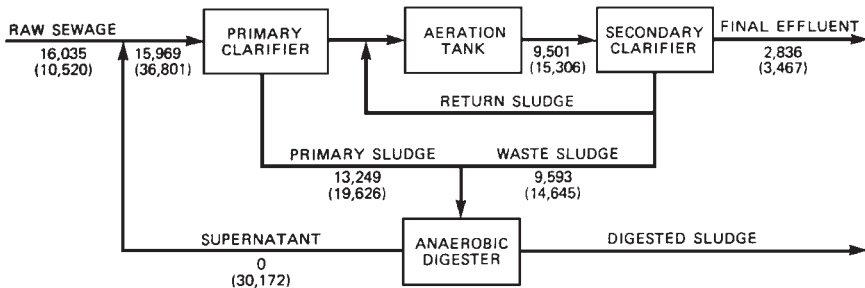 RAW SEWAGE
16,035
(10,520)
15,969
(36,801)
PRIMARY
CLARIFIER
AERATION
TANK
9,501
(15,306)
SECONDARY
CLARIFIER
FINAL EFFLUENT
2,836
(3,467)
RETURN SLUDGE
PRIMARY SLUDGE
13,249
(19,626)
WASTE SLUDGE
9,593
(14,645)
SUPERNATANT
0
(30,172)
ANAEROBIC
DIGESTER
DIGESTED SLUDGE